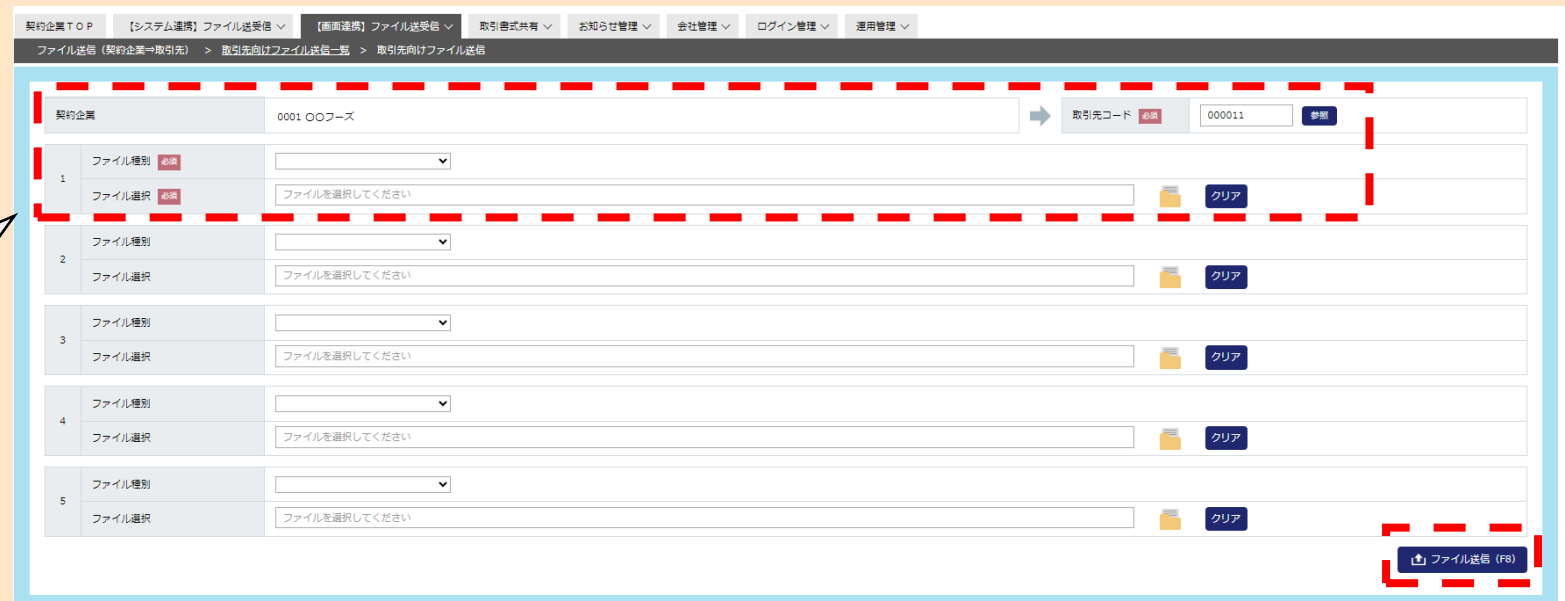 契約企業ＴＯＰ 【システム連携】ファイル送受信 【画面連携】ファイル送受信 取引書式共有 お知らせ管理 会社管理 ログイン管理 運用管理
ファイル送信（契約企業⇒取引先） > 取引先向けファイル送信一覧 > 取引先向けファイル送信
契約企業 0001 〇〇フーズ 取引先コード 必須 000011 参照
1 ファイル種別 必須
ファイル選択 必須 ファイルを選択してください クリア
2 ファイル種別
ファイル選択 ファイルを選択してください クリア
3 ファイル種別
ファイル選択 ファイルを選択してください クリア
4 ファイル種別
ファイル選択 ファイルを選択してください クリア
5 ファイル種別
ファイル選択 ファイルを選択してください クリア
ファイル送信（F8）